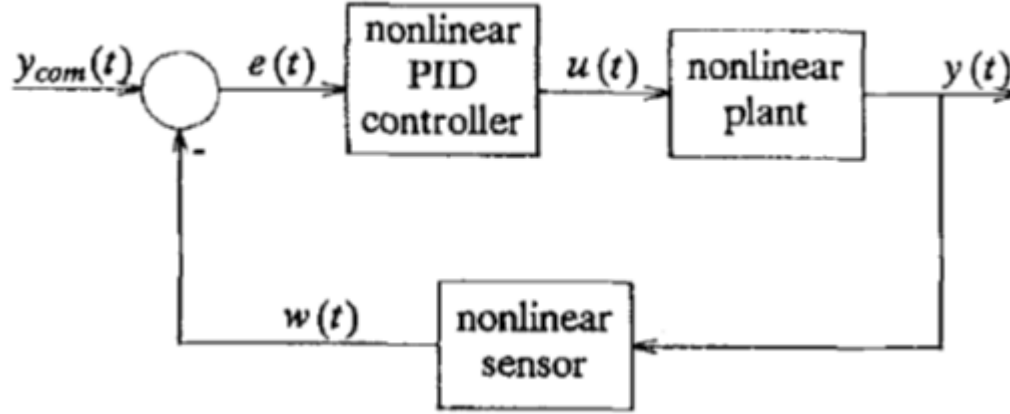 y_com(t)
e(t)
nonlinear
PID
controller
u(t)
nonlinear
plant
y(t)
-
w(t)
nonlinear
sensor